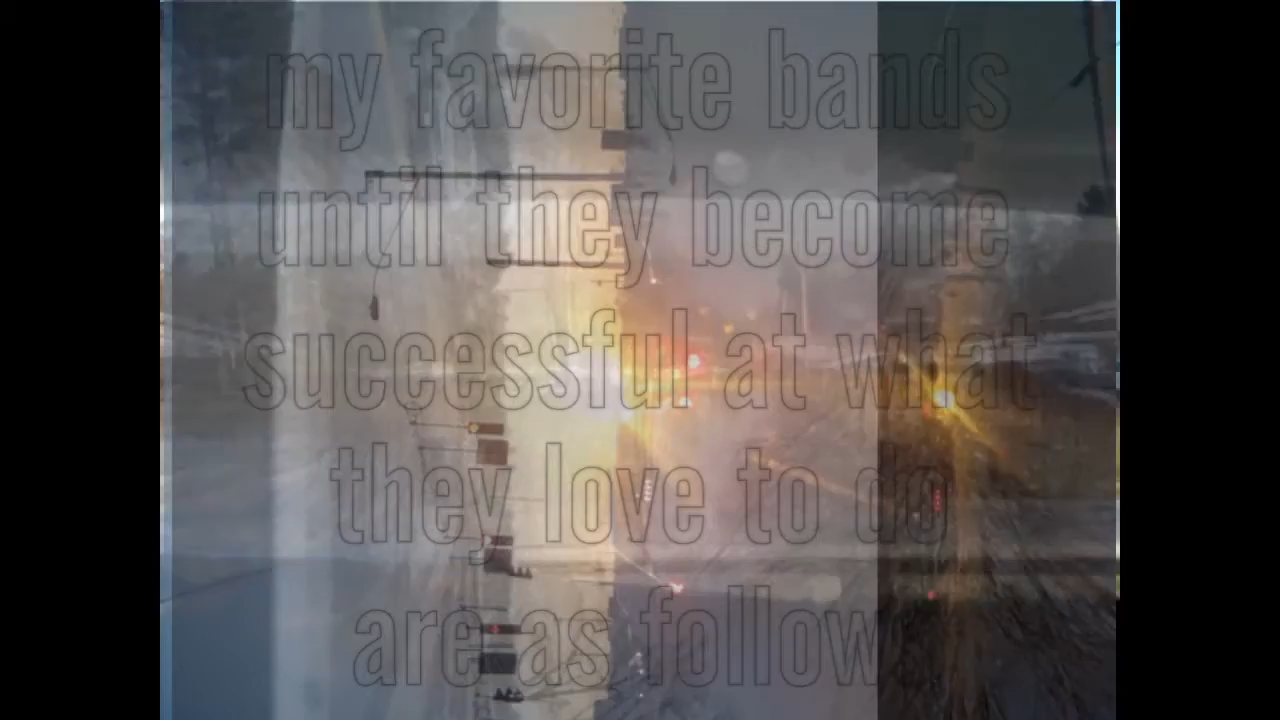 my favorite bands
until they become
successful at what
they love to do
are as follow